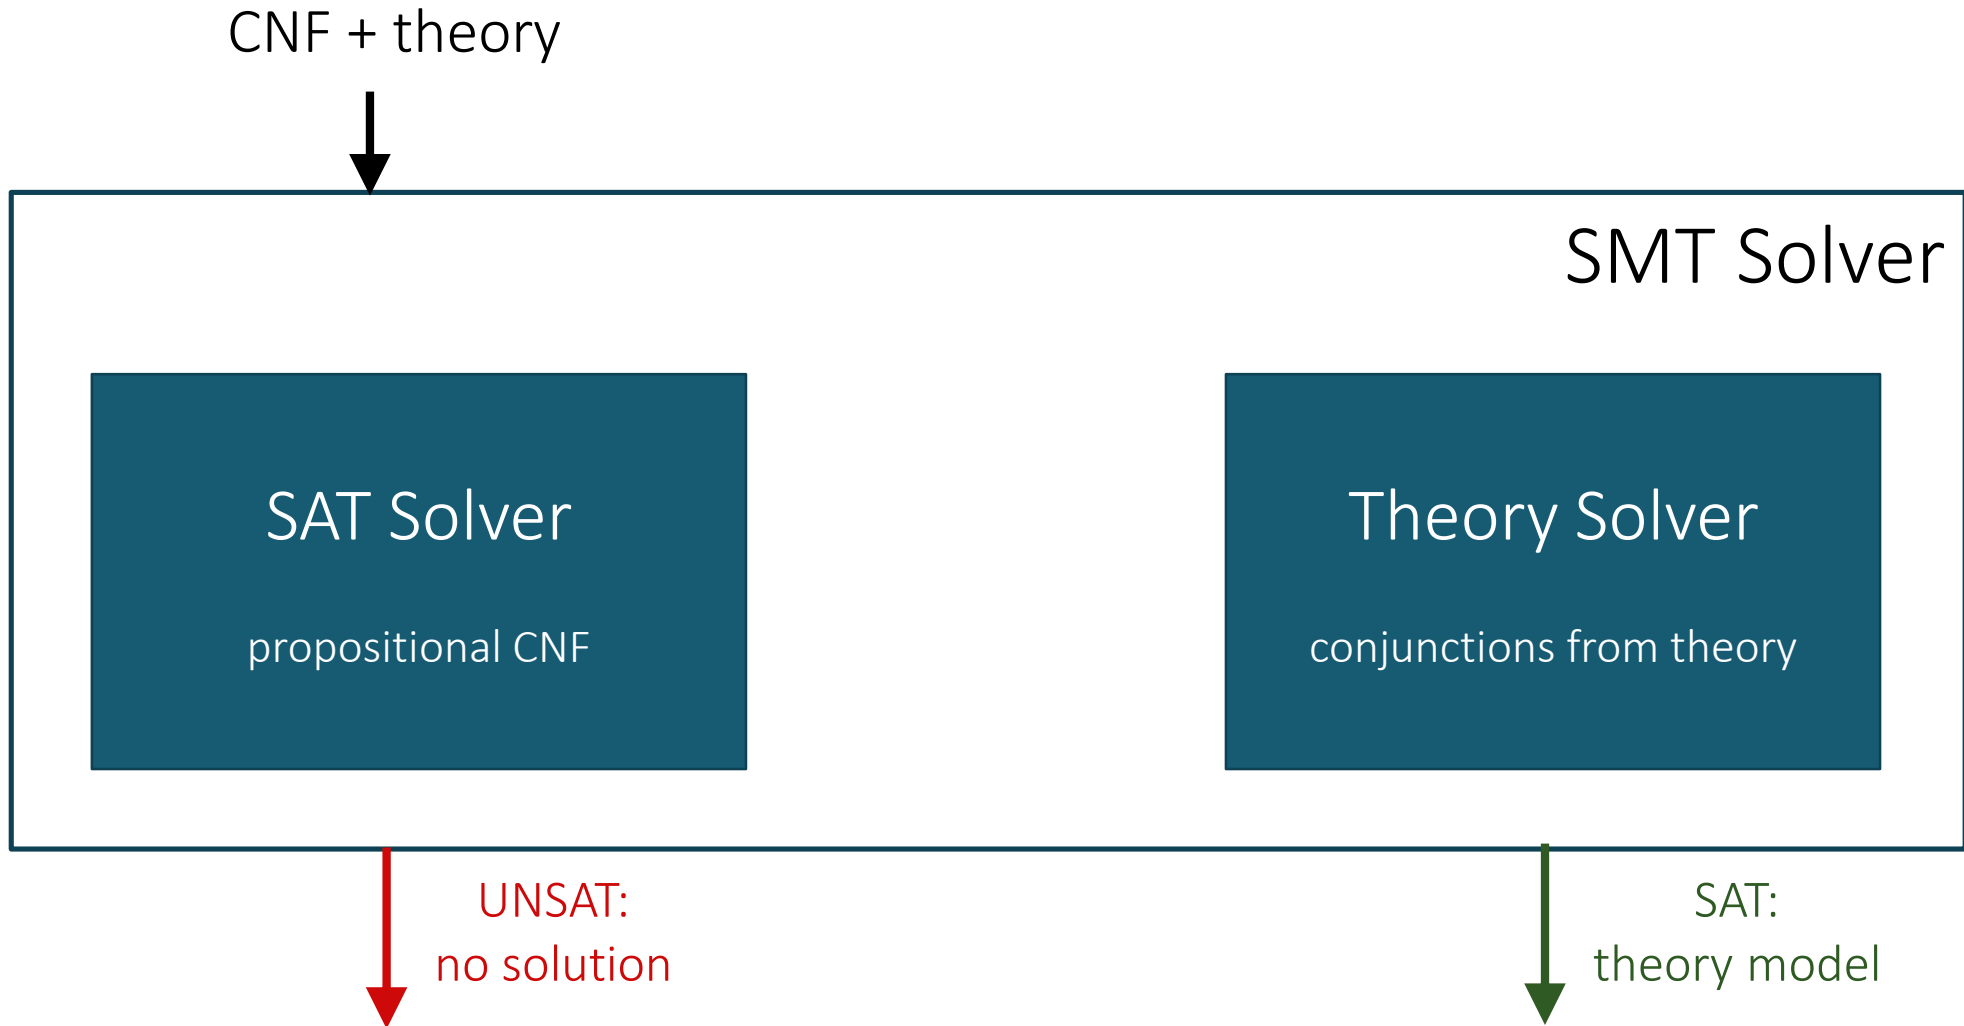 CNF + theory
SMT Solver
SAT Solver
propositional CNF
Theory Solver
conjunctions from theory
UNSAT:
no solution
SAT:
theory model